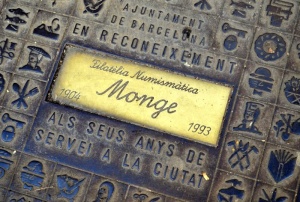 AJUNTAMENT
DE BARCELONA
EN RECONEIXEMENT
Filatèlia Numismàtica
Monge
1904 1993
ALS SEUS ANYS DE
SERVEI A LA CIUTAT